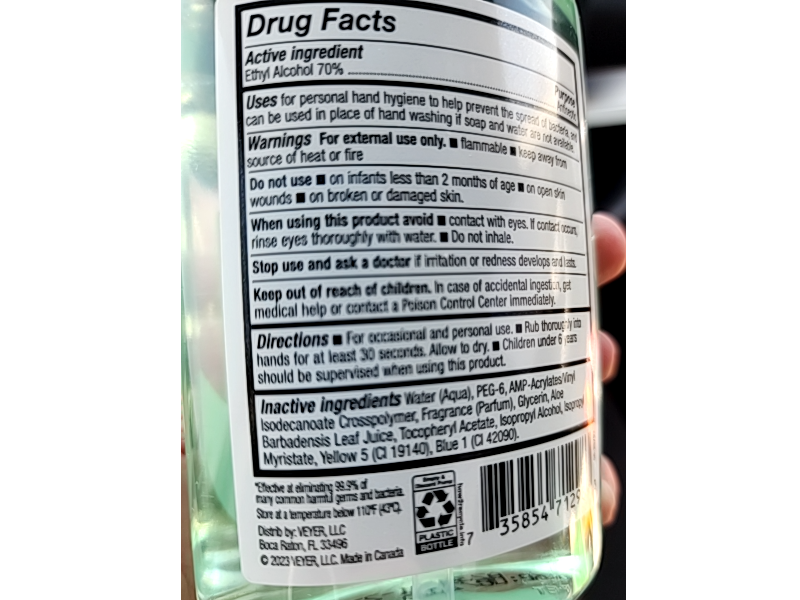 Drug Facts
Active ingredient
Purpose
Ethyl Alcohol 70%
Antiseptic
Uses for personal hand hygiene to help prevent the spread of bacteria, and
can be used in place of hand washing if soap and water are not available.
Warnings For external use only. ■ flammable ■ keep away from
source of heat or fire
Do not use ■ on infants less than 2 months of age ■ on open skin
wounds ■ on broken or damaged skin.
When using this product avoid ■ contact with eyes. If contact occurs,
rinse eyes thoroughly with water. ■ Do not inhale.
Stop use and ask a doctor if irritation or redness develops and lasts.
Keep out of reach of children. In case of accidental ingestion, get
medical help or contact a Poison Control Center immediately.
Directions ■ For occasional and personal use. ■ Rub thoroughly into
hands for at least 30 seconds. Allow to dry. ■ Children under 6 years
should be supervised when using this product.
Inactive ingredients Water (Aqua), PEG-6, AMP-Acrylates/Vinyl
Isodecanoate Crosspolymer, Fragrance (Parfum), Glycerin, Aloe
Barbadensis Leaf Juice, Tocopheryl Acetate, Isopropyl Alcohol, Isopropyl
Myristate, Yellow 5 (CI 19140), Blue 1 (CI 42090).
*Effective at eliminating 99.9% of
many common harmful germs and bacteria.
Store at a temperature below 110°F (43°C).
Distrib by: VEYER, LLC
Boca Raton, FL 33496
© 2023 VEYER, LLC. Made in Canada
Empty &
PLASTIC
BOTTLE
how2recycle.info
7 35854 7129